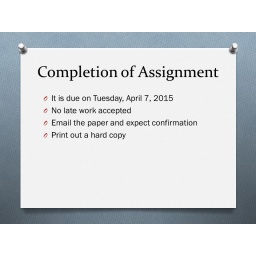 Completion of Assignment
It is due on Tuesday, April 7, 2015
No late work accepted
Email the paper and expect confirmation
Print out a hard copy